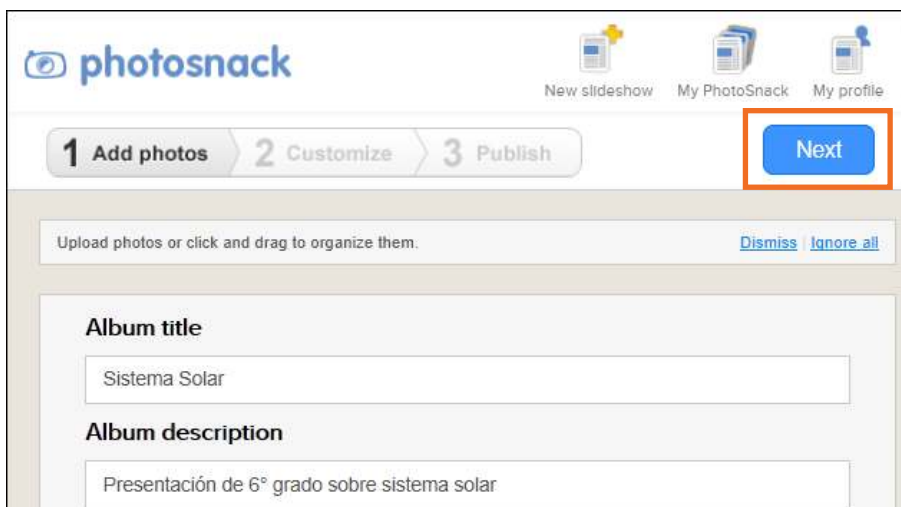 photosnack
New slideshow My PhotoSnack My profile
1 Add photos 2 Customize 3 Publish Next
Upload photos or click and drag to organize them. Dismiss | Ignore all
Album title
Sistema Solar
Album description
Presentación de 6° grado sobre sistema solar